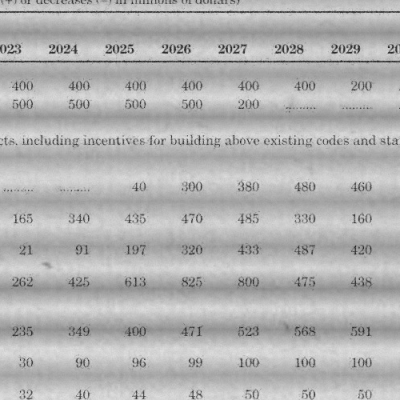 (+) or decreases (–) in millions of dollars)
023 2024 2025 2026 2027 2028 2029 20
400 400 400 400 400 400 200
500 500 500 500 200 ......... .........
cts, including incentives for building above existing codes and sta
......... ......... 40 300 380 480 460
165 340 435 470 485 330 160
21 91 197 320 433 487 420
262 425 613 825 800 475 438
235 349 400 471 523 568 591
30 90 96 99 100 100 100
32 40 44 48 50 50 50